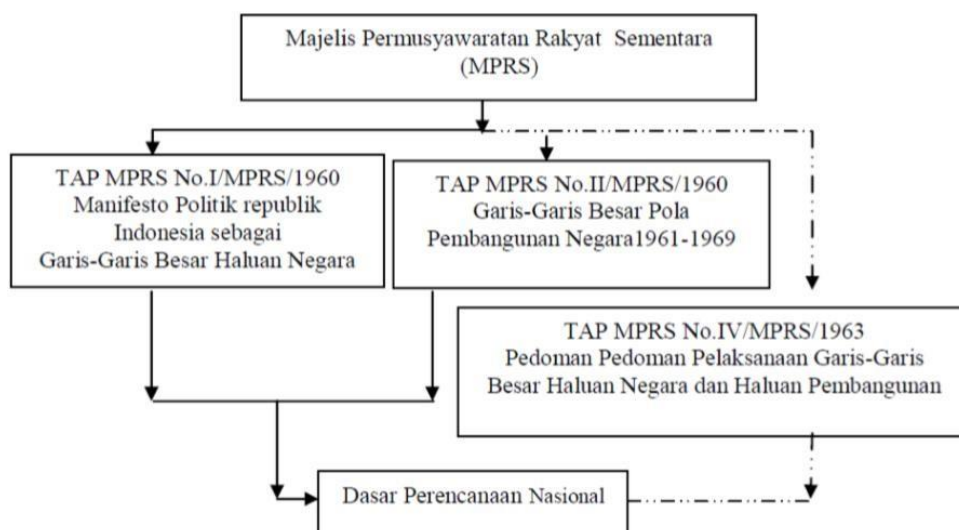 Majelis Permusyawaratan Rakyat Sementara
(MPRS)
TAP MPRS No.I/MPRS/1960
Manifesto Politik republik
Indonesia sebagai
Garis-Garis Besar Haluan Negara
TAP MPRS No.II/MPRS/1960
Garis-Garis Besar Pola
Pembangunan Negara1961-1969
TAP MPRS No.IV/MPRS/1963
Pedoman Pedoman Pelaksanaan Garis-Garis
Besar Haluan Negara dan Haluan Pembangunan
Dasar Perencanaan Nasional